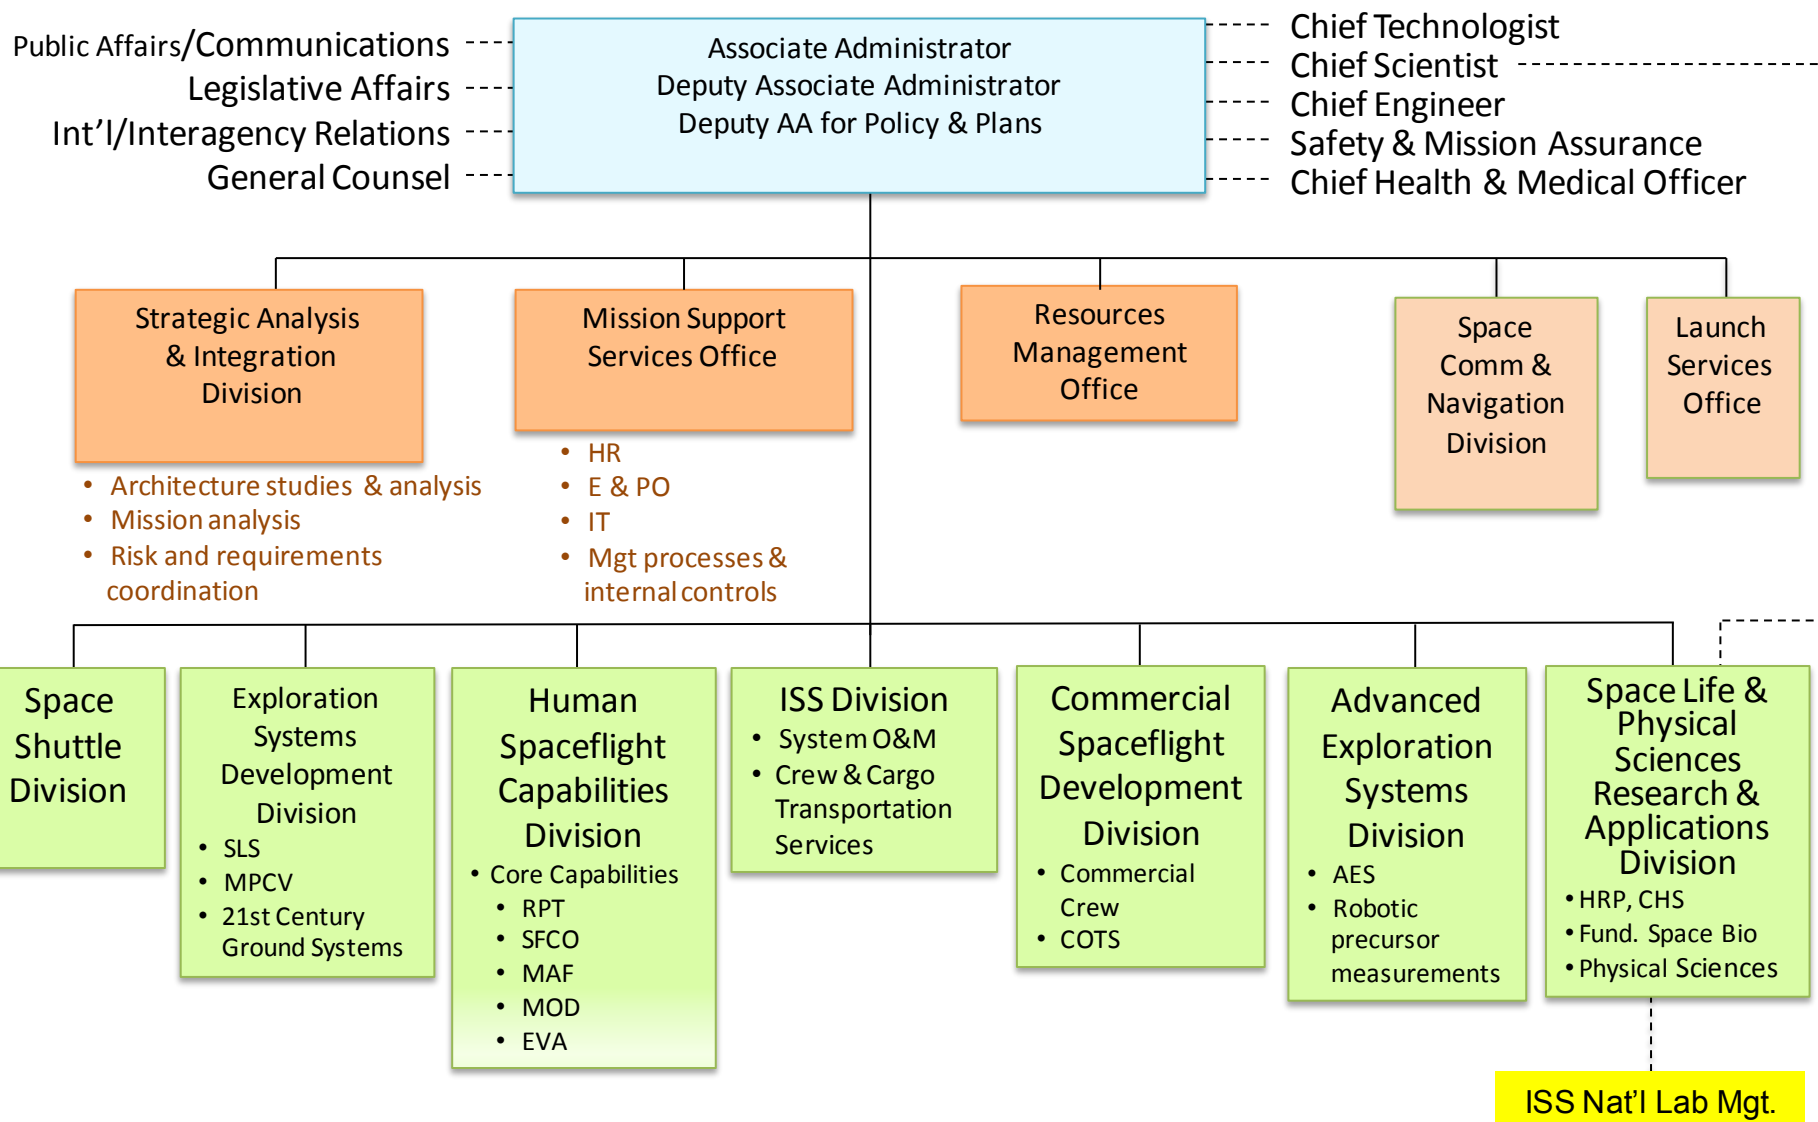 Public Affairs/Communications
Legislative Affairs
Int’l/Interagency Relations
General Counsel
Associate Administrator
Deputy Associate Administrator
Deputy AA for Policy & Plans
Chief Technologist
Chief Scientist
Chief Engineer
Safety & Mission Assurance
Chief Health & Medical Officer
Strategic Analysis
& Integration
Division
• Architecture studies & analysis
• Mission analysis
• Risk and requirements
coordination
Mission Support
Services Office
• HR
• E & PO
• IT
• Mgt processes &
internal controls
Resources
Management
Office
Space
Comm &
Navigation
Division
Launch
Services
Office
Space
Shuttle
Division
Exploration
Systems
Development
Division
• SLS
• MPCV
• 21st Century
Ground Systems
Human
Spaceflight
Capabilities
Division
• Core Capabilities
• RPT
• SFCO
• MAF
• MOD
• EVA
ISS Division
• System O&M
• Crew & Cargo
Transportation
Services
Commercial
Spaceflight
Development
Division
• Commercial
Crew
• COTS
Advanced
Exploration
Systems
Division
• AES
• Robotic
precursor
measurements
Space Life &
Physical
Sciences
Research &
Applications
Division
• HRP, CHS
• Fund. Space Bio
• Physical Sciences
ISS Nat’l Lab Mgt.